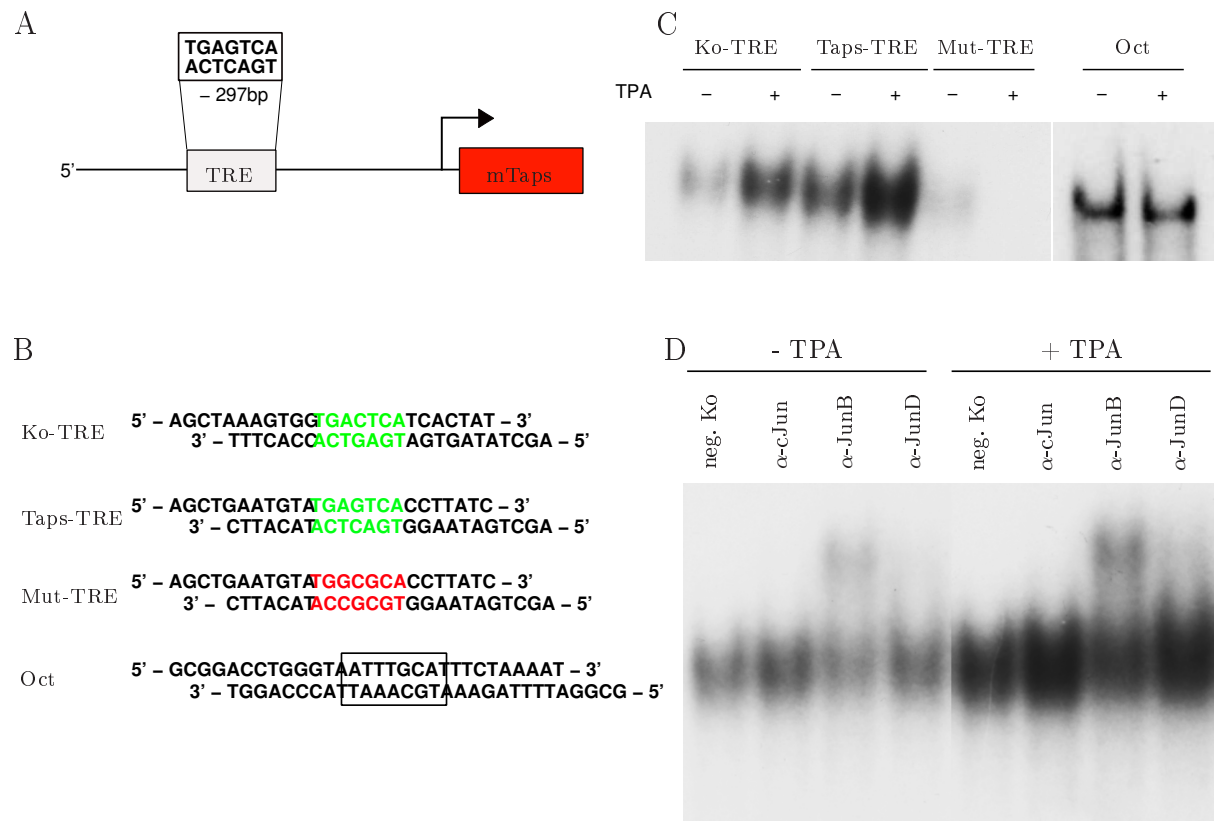 A
TGAGTCA
ACTCAGT
– 297bp
5’
TRE
mTaps
B
Ko-TRE
5’ – AGCTAAAGTGGTGACTCATCACTAT – 3’
3’ – TTTCACCACTGAGTAGTGATATCGA – 5’
Taps-TRE
5’ – AGCTGAATGTATGAGTCACCTTATC – 3’
3’ – CTTACATACTCAGTGGAATAGTCGA – 5’
Mut-TRE
5’ – AGCTGAATGTATGGCGCACCTTATC – 3’
3’ – CTTACATACCGCGTGGAATAGTCGA – 5’
Oct
5’ – GCGGACCTGGGTAATTTGCATTTCTAAAAT – 3’
3’ – TGGACCCATTAAACGTAAAGATTTTAGGCG – 5’
C
Ko-TRE Taps-TRE Mut-TRE Oct
TPA – + – + – + – +
D
- TPA + TPA
neg. Ko α-cJun α-JunB α-JunD neg. Ko α-cJun α-JunB α-JunD